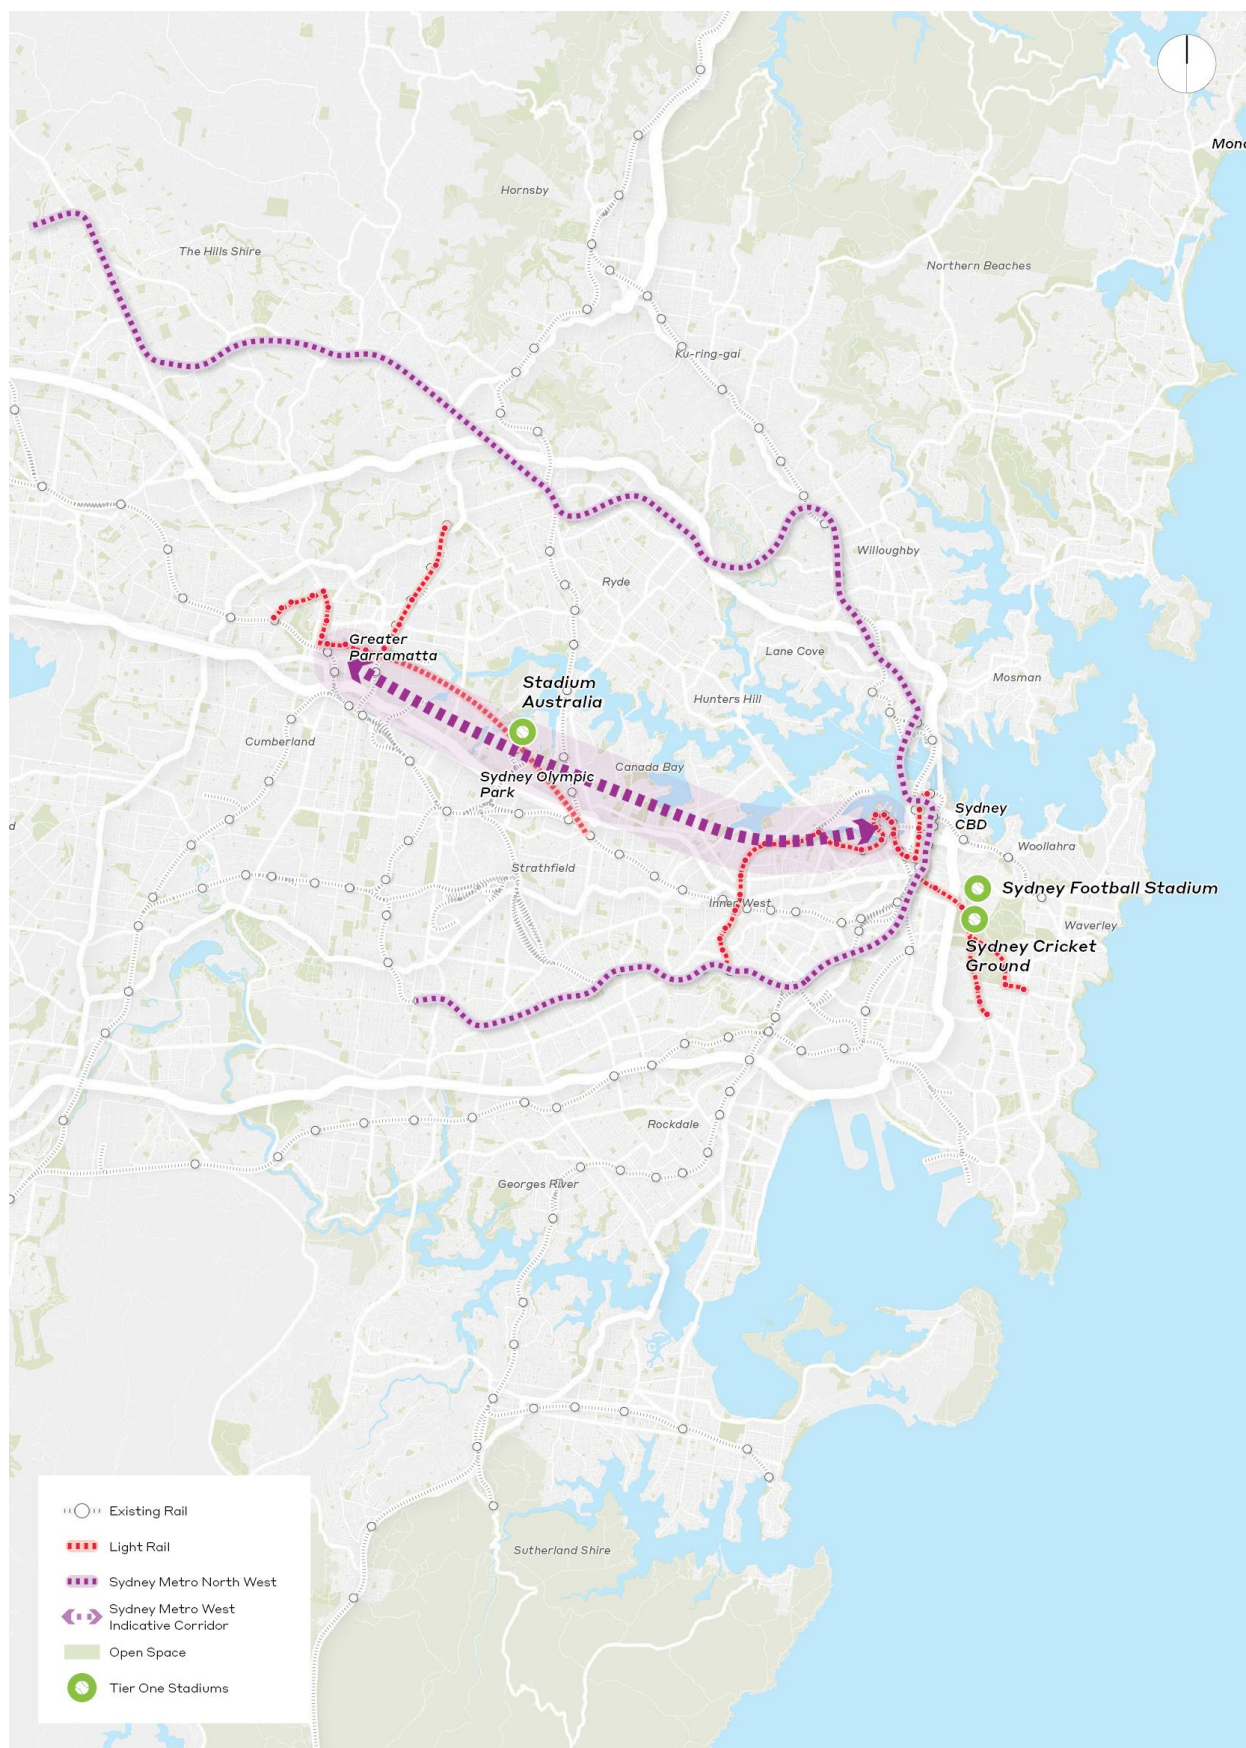 Mona
Hornsby
The Hills Shire
Northern Beaches
Ku-ring-gai
Willoughby
Ryde
Greater
Parramatta
Lane Cove
Mosman
Stadium
Australia
Hunters Hill
Cumberland
Canada Bay
Sydney Olympic
Park
Sydney
CBD
d
Woollahra
Strathfield
Sydney Football Stadium
Inner West
Waverley
Sydney Cricket
Ground
Rockdale
Georges River
Existing Rail
Sutherland Shire
Light Rail
Sydney Metro North West
Sydney Metro West
Indicative Corridor
Open Space
Tier One Stadiums